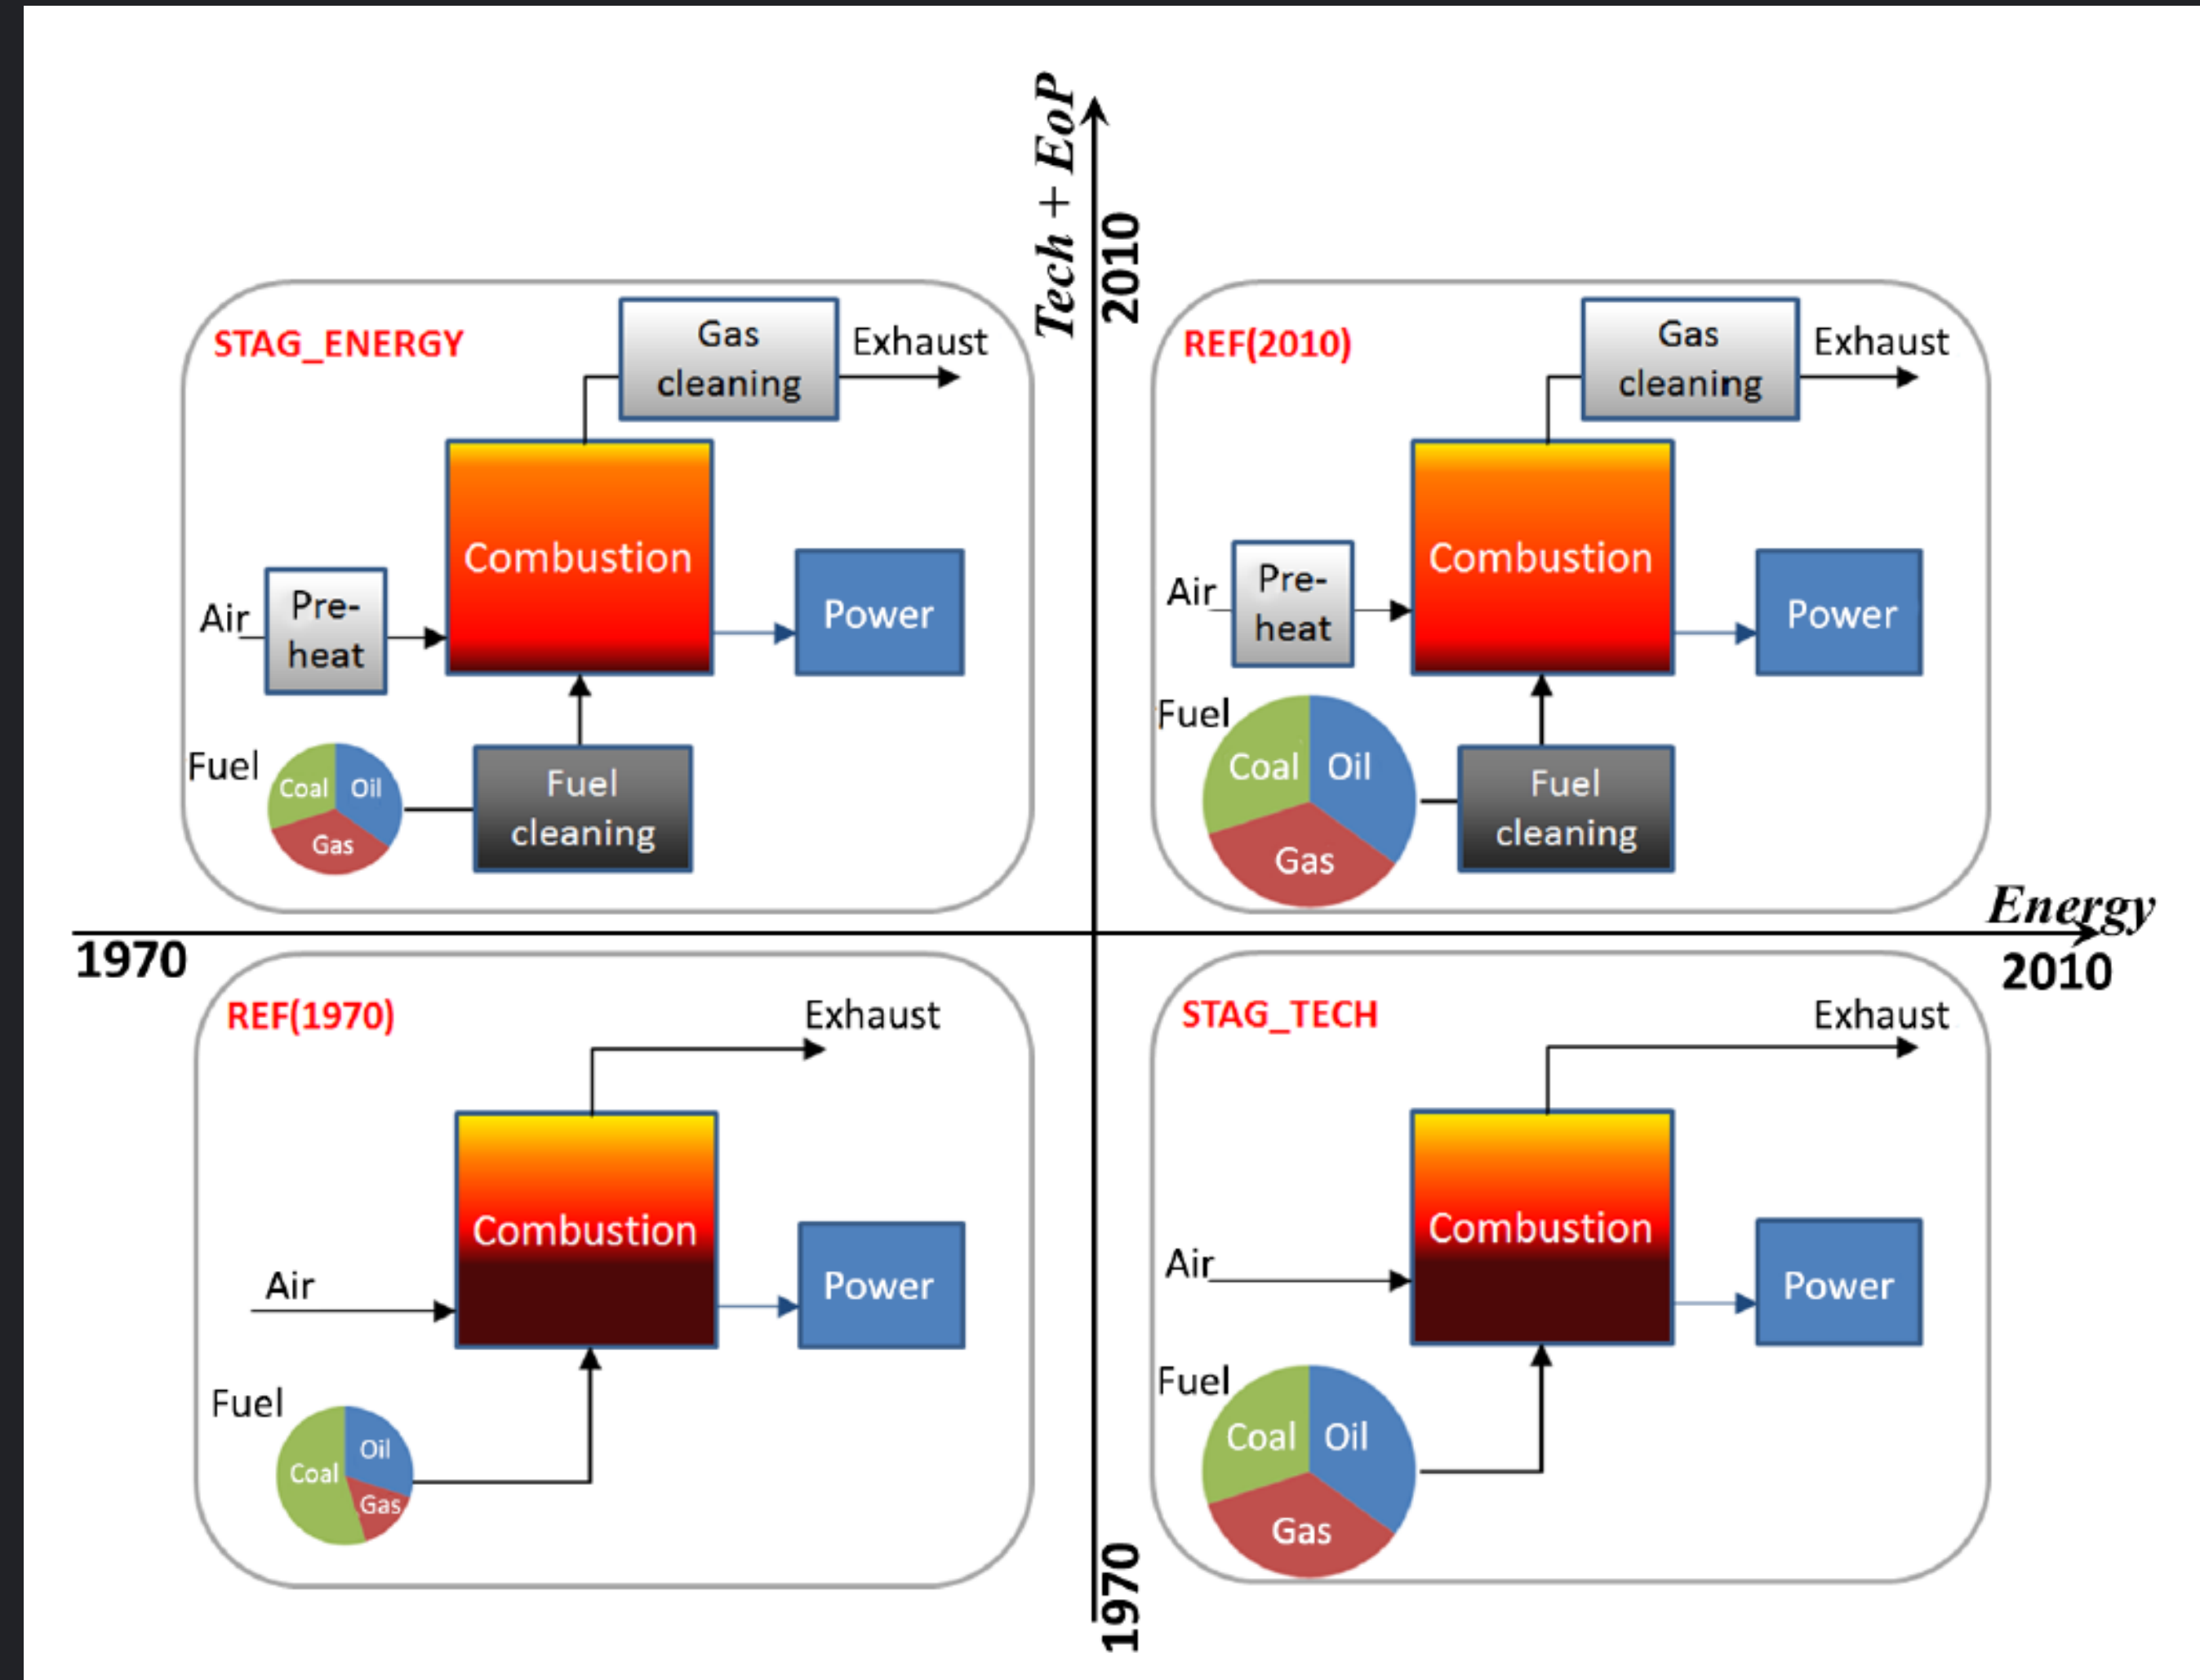 Tech + EoP
2010
STAG_ENERGY
Gas
cleaning
Exhaust
Combustion
Air
Pre-
heat
Power
Fuel
Coal
Oil
Gas
Fuel
cleaning
REF(2010)
Gas
cleaning
Exhaust
Combustion
Air
Pre-
heat
Power
Fuel
Coal
Oil
Gas
Fuel
cleaning
Energy
1970
2010
REF(1970)
Exhaust
Combustion
Air
Power
Fuel
Oil
Coal
Gas
STAG_TECH
Exhaust
Combustion
Air
Power
Fuel
Coal
Oil
Gas
1970